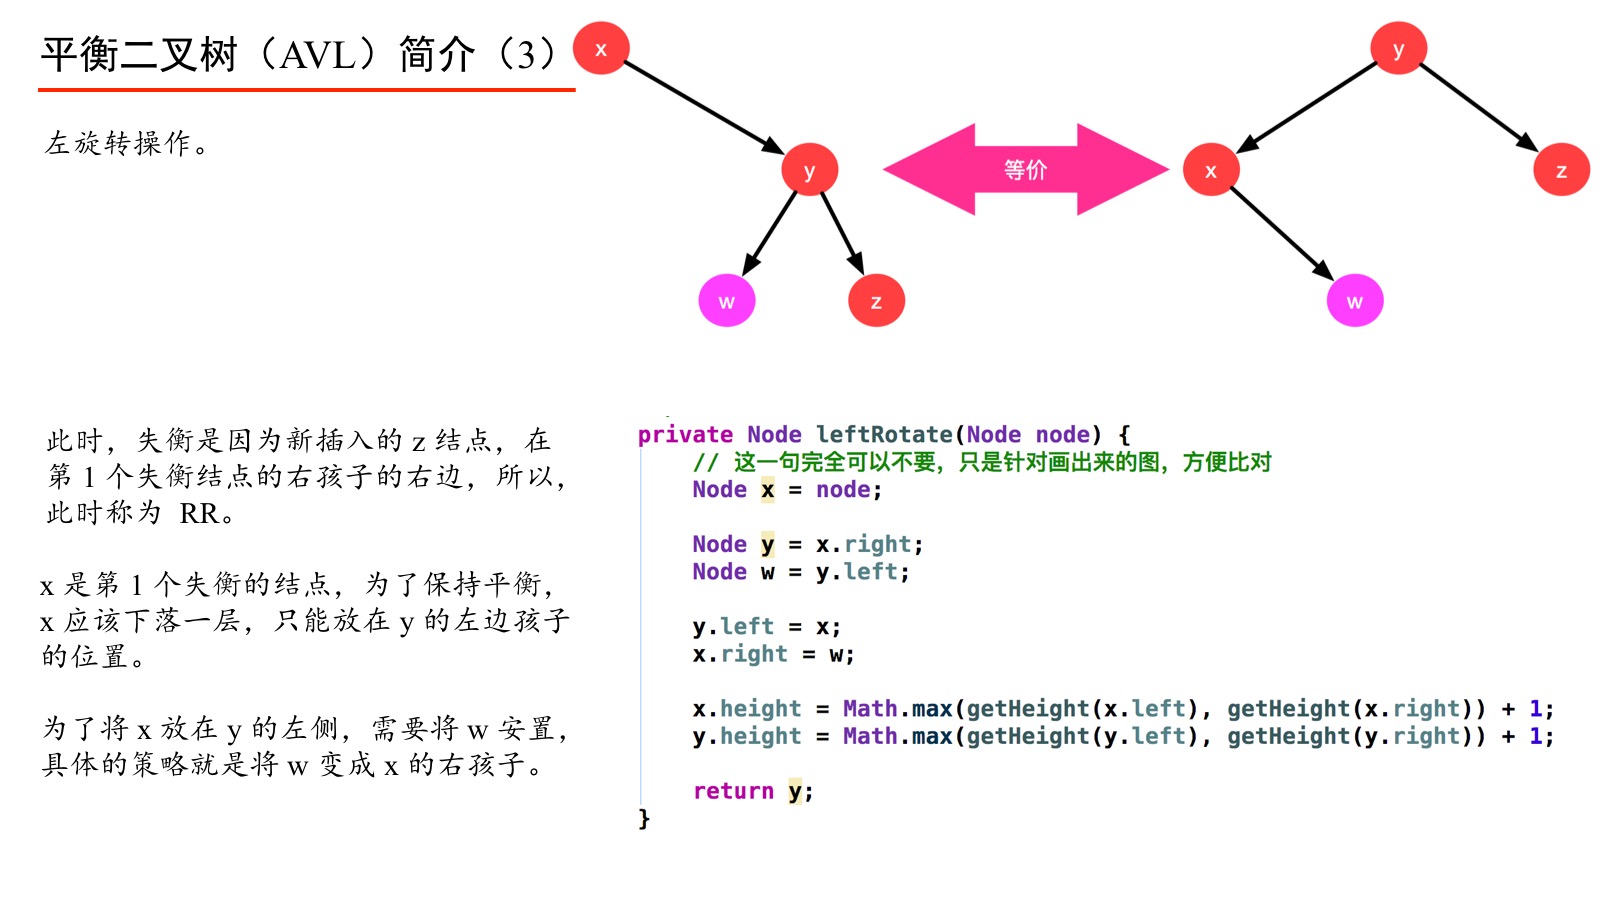 平衡二叉树（AVL）简介（3）
左旋转操作。
x
y
w
z
等价
y
x
z
w
此时，失衡是因为新插入的 z 结点，在
第 1 个失衡结点的右孩子的右边，所以，
此时称为 RR。
x 是第 1 个失衡的结点，为了保持平衡，
x 应该下落一层，只能放在 y 的左边孩子
的位置。
为了将 x 放在 y 的左侧，需要将 w 安置，
具体的策略就是将 w 变成 x 的右孩子。
private Node leftRotate(Node node) {
// 这一句完全可以不要，只是针对画出来的图，方便比对
Node x = node;
Node y = x.right;
Node w = y.left;
y.left = x;
x.right = w;
x.height = Math.max(getHeight(x.left), getHeight(x.right)) + 1;
y.height = Math.max(getHeight(y.left), getHeight(y.right)) + 1;
return y;
}